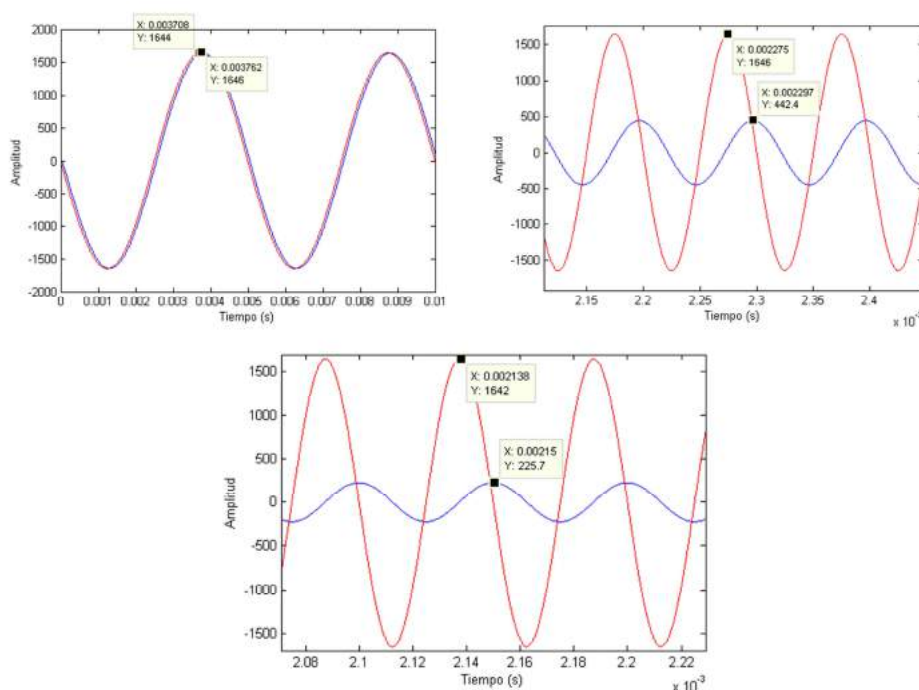 2000
1500
1000
500
0
-500
-1000
-1500
-2000
Amplitud
X: 0.003708
Y: 1644
X: 0.003762
Y: 1646
0 0.001 0.002 0.003 0.004 0.005 0.006 0.007 0.008 0.009 0.01
Tiempo (s)
1500
1000
500
0
-500
-1000
-1500
Amplitud
X: 0.002275
Y: 1646
X: 0.002297
Y: 442.4
2.15 2.2 2.25 2.3 2.35 2.4
Tiempo (s)
1500
1000
500
0
-500
-1000
-1500
Amplitud
X: 0.002138
Y: 1642
X: 0.00215
Y: 225.7
2.08 2.1 2.12 2.14 2.16 2.18 2.2 2.22
Tiempo (s)
x 10⁻³